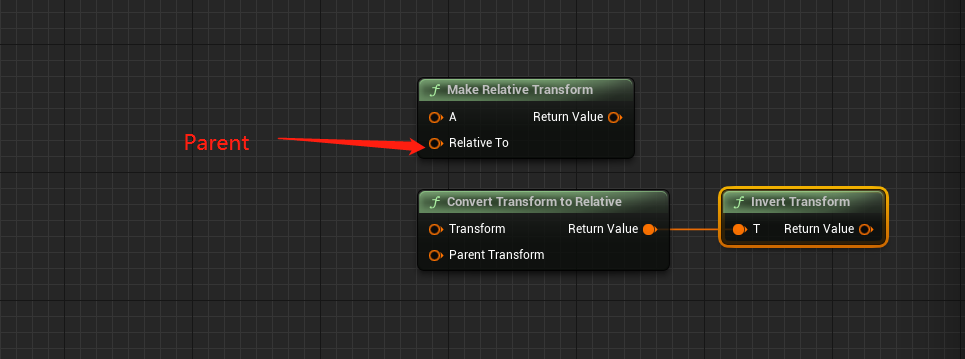 Make Relative Transform
A Return Value
Parent
Relative To
Convert Transform to Relative
Invert Transform
Transform Return Value
T Return Value
Parent Transform